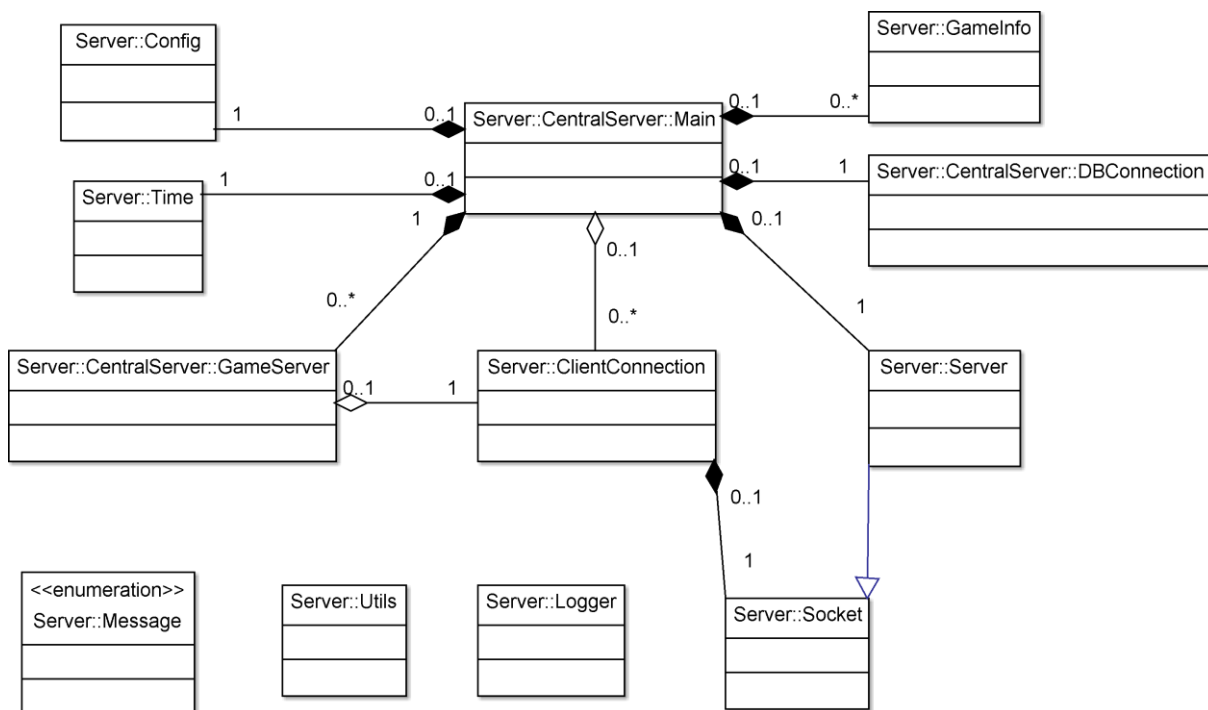 Server::Config
Server::GameInfo
1
0..1
Server::CentralServer::Main
0..1
0..*
Server::Time
1
0..1
0..1
1
Server::CentralServer::DBConnection
1
0..1
0..1
0..*
0..*
1
Server::CentralServer::GameServer
0..1
1
Server::ClientConnection
Server::Server
0..1
1
<<enumeration>>
Server::Message
Server::Utils
Server::Logger
Server::Socket